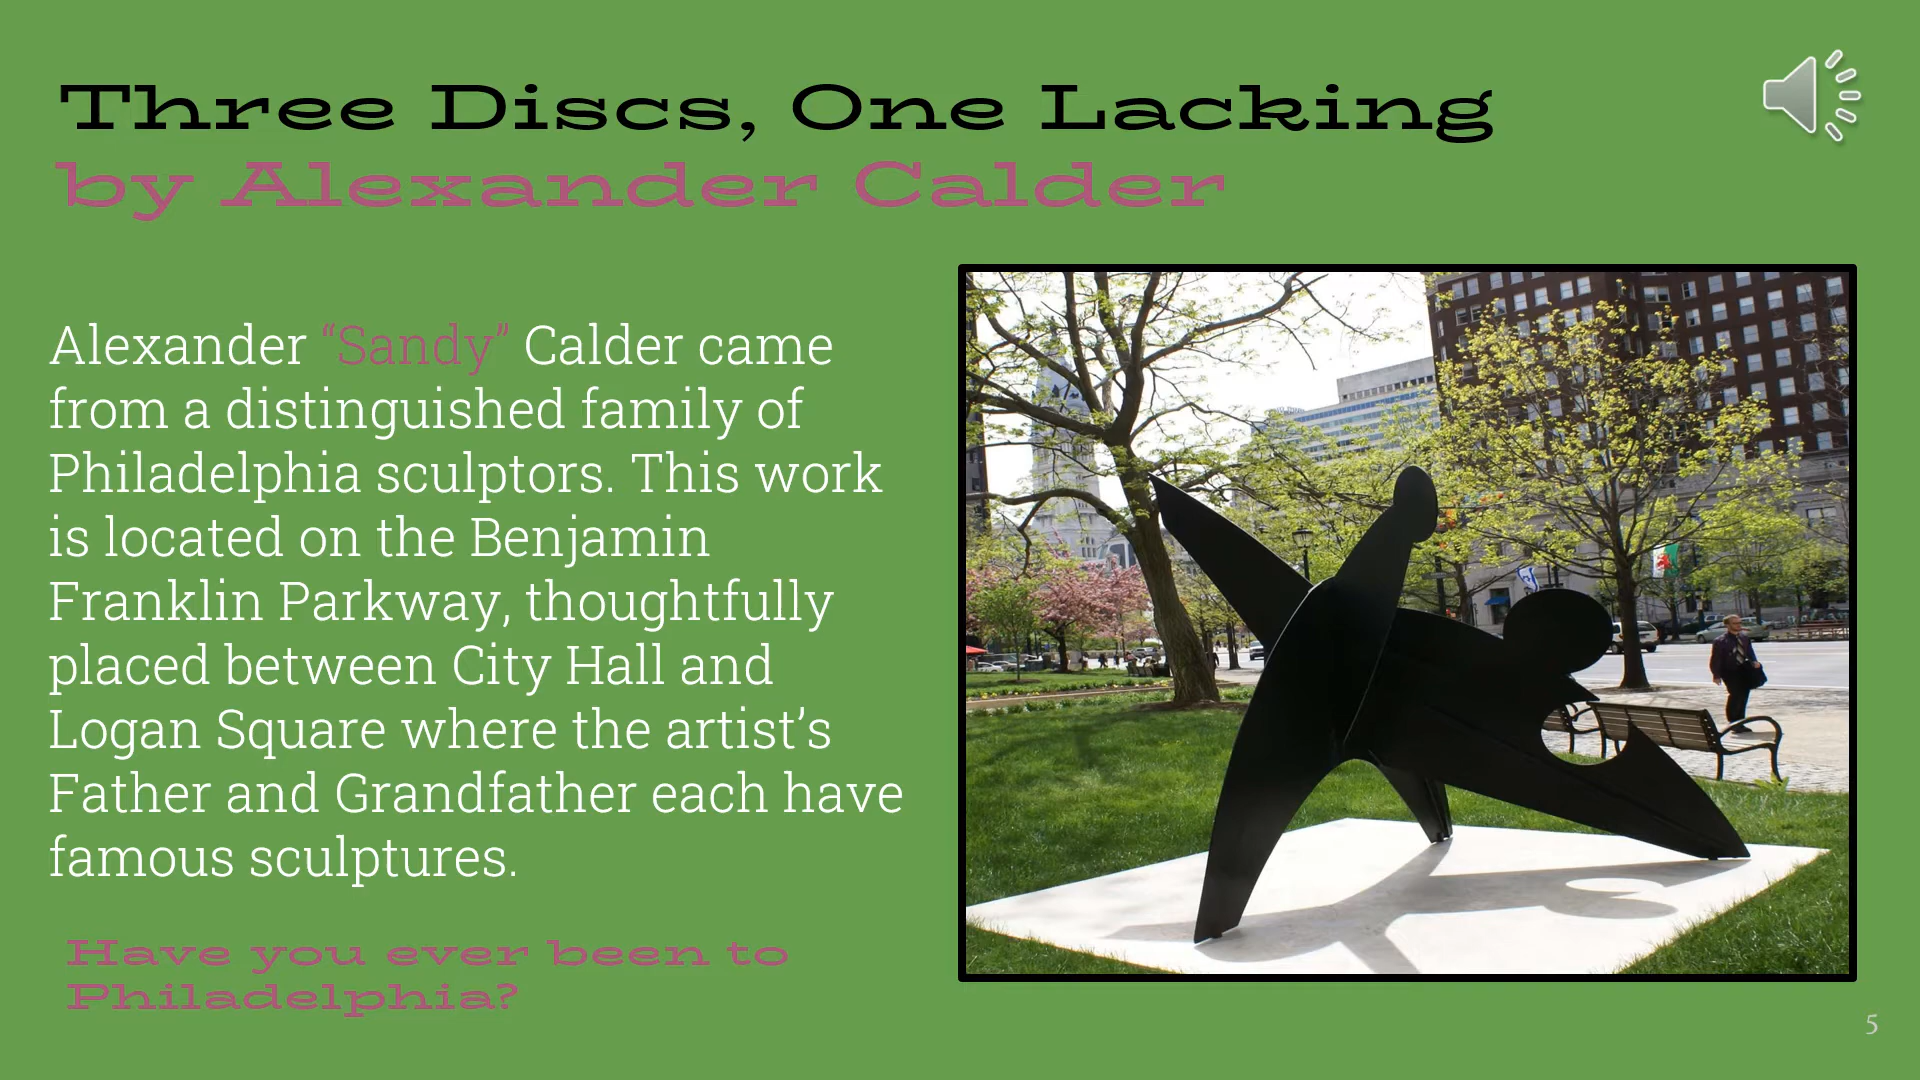 Three Discs, One Lacking
by Alexander Calder
Alexander “Sandy” Calder came
from a distinguished family of
Philadelphia sculptors. This work
is located on the Benjamin
Franklin Parkway, thoughtfully
placed between City Hall and
Logan Square where the artist’s
Father and Grandfather each have
famous sculptures.
Have you ever been to
Philadelphia?
5